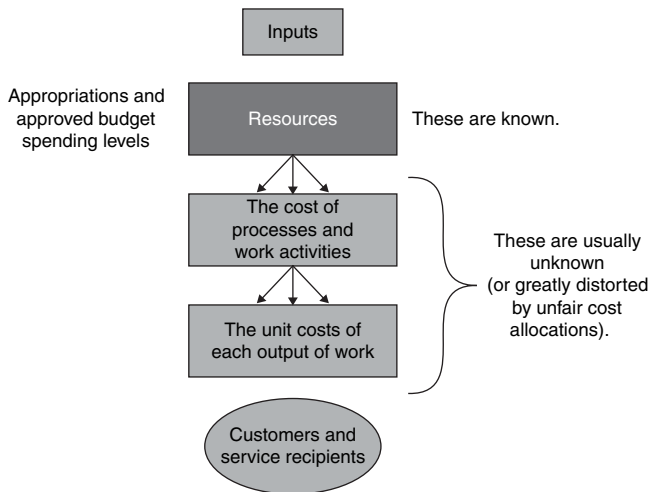 Inputs
Appropriations and
approved budget
spending levels
Resources
These are known.
The cost of
processes and
work activities
These are usually
unknown
(or greatly distorted
by unfair cost
allocations).
The unit costs of
each output of work
Customers and
service recipients